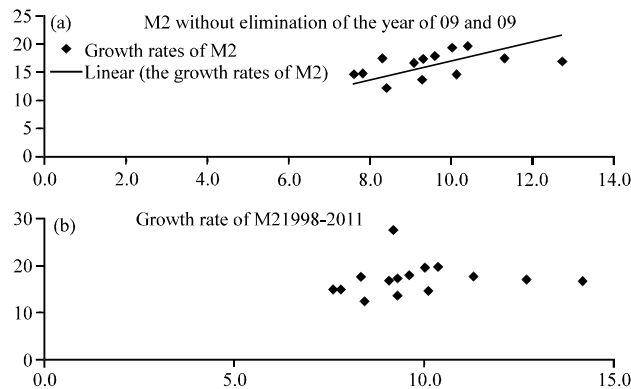 (a) M2 without elimination of the year of 09 and 09
25
20
15
10
5
0
Growth rates of M2
Linear (the growth rates of M2)
0.0 2.0 4.0 6.0 8.0 10.0 12.0 14.0
(b) Growth rate of M21998-2011
30
20
10
0
0.0 5.0 10.0 15.0